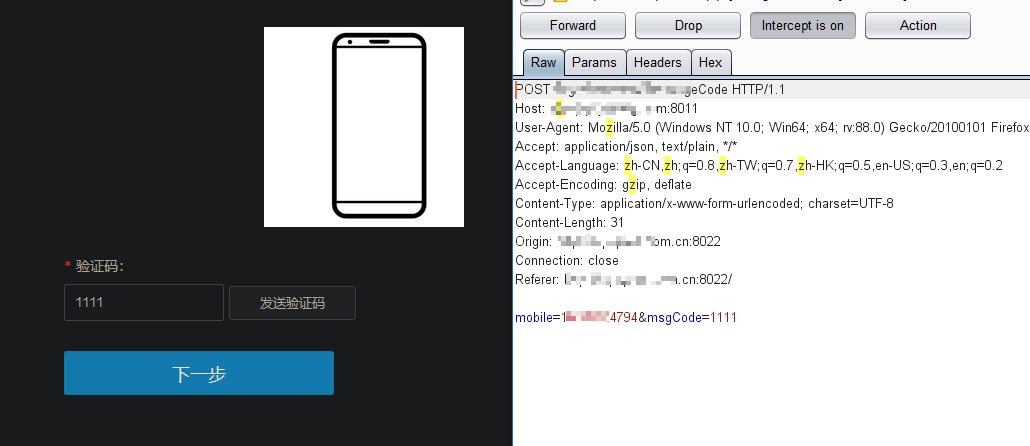 * 验证码:
1111
发送验证码
下一步
Forward
Drop
Intercept is on
Action
Raw
Params
Headers
Hex
POST geCode HTTP/1.1
Host: m:8011
User-Agent: Mozilla/5.0 (Windows NT 10.0; Win64; x64; rv:88.0) Gecko/20100101 Firefox
Accept: application/json, text/plain, */*
Accept-Language: zh-CN,zh;q=0.8,zh-TW;q=0.7,zh-HK;q=0.5,en-US;q=0.3,en;q=0.2
Accept-Encoding: gzip, deflate
Content-Type: application/x-www-form-urlencoded; charset=UTF-8
Content-Length: 31
Origin: om.cn:8022
Connection: close
Referer: .cn:8022/
mobile=1 4794&msgCode=1111